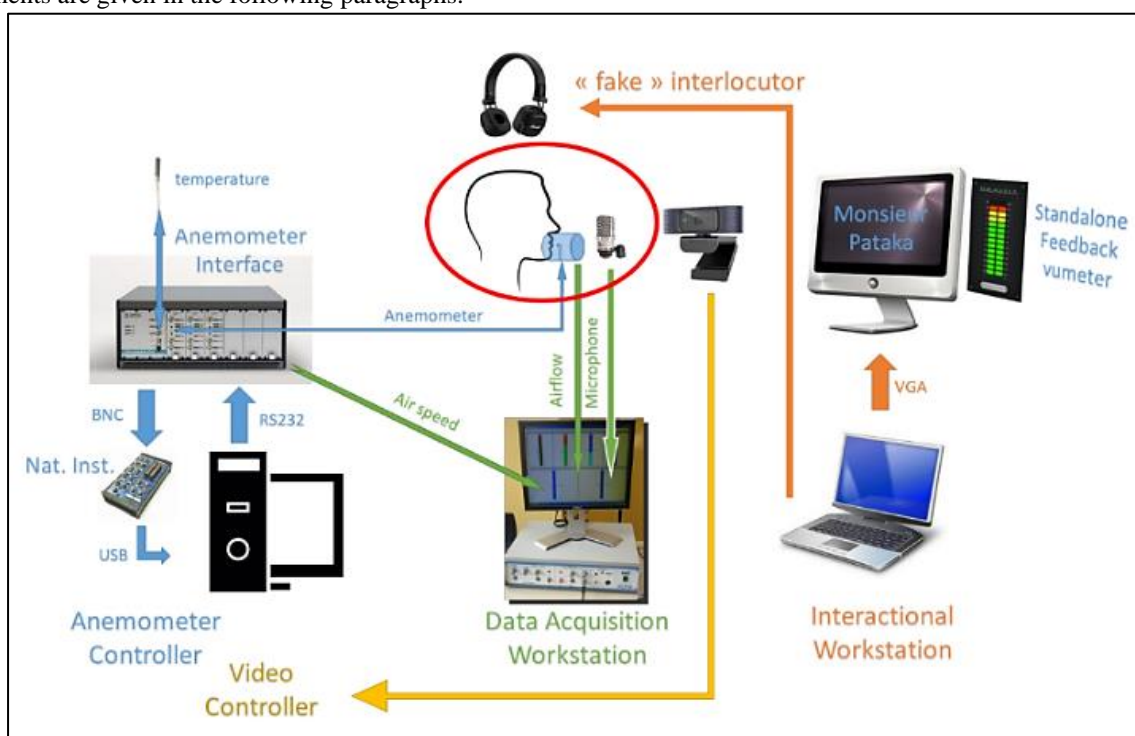 ients are given in the following paragraphs.
« fake » interlocutor
temperature
Anemometer
Interface
Monsieur
Pataka
Standalone
Feedback
vumeter
Anemometer
Airflow
Microphone
Air speed
BNC
RS232
VGA
Nat. Inst.
USB
Anemometer
Controller
Data Acquisition
Workstation
Interactional
Workstation
Video
Controller